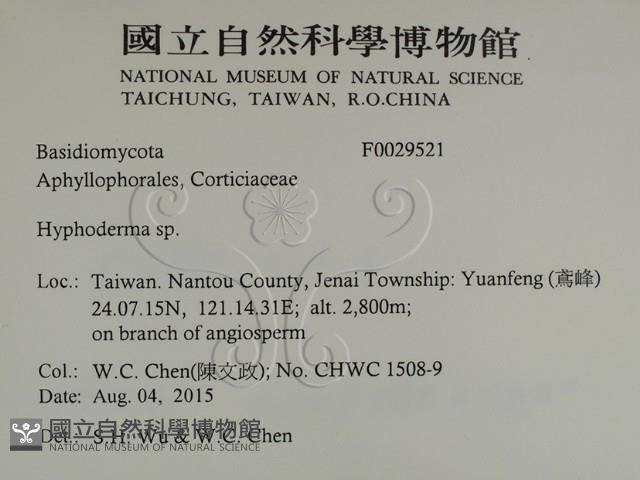 國立自然科學博物館
NATIONAL MUSEUM OF NATURAL SCIENCE
TAICHUNG, TAIWAN, R.O.CHINA
Basidiomycota F0029521
Aphyllophorales, Corticiaceae
Hyphoderma sp.
Loc.: Taiwan. Nantou County, Jenai Township: Yuanfeng (鳶峰)
24.07.15N, 121.14.31E; alt. 2,800m;
on branch of angiosperm
Col.: W.C. Chen(陳文政); No. CHWC 1508-9
Date: Aug. 04, 2015
Det.: S.H. Wu & W.C. Chen
國立自然科學博物館
NATIONAL MUSEUM OF NATURAL SCIENCE